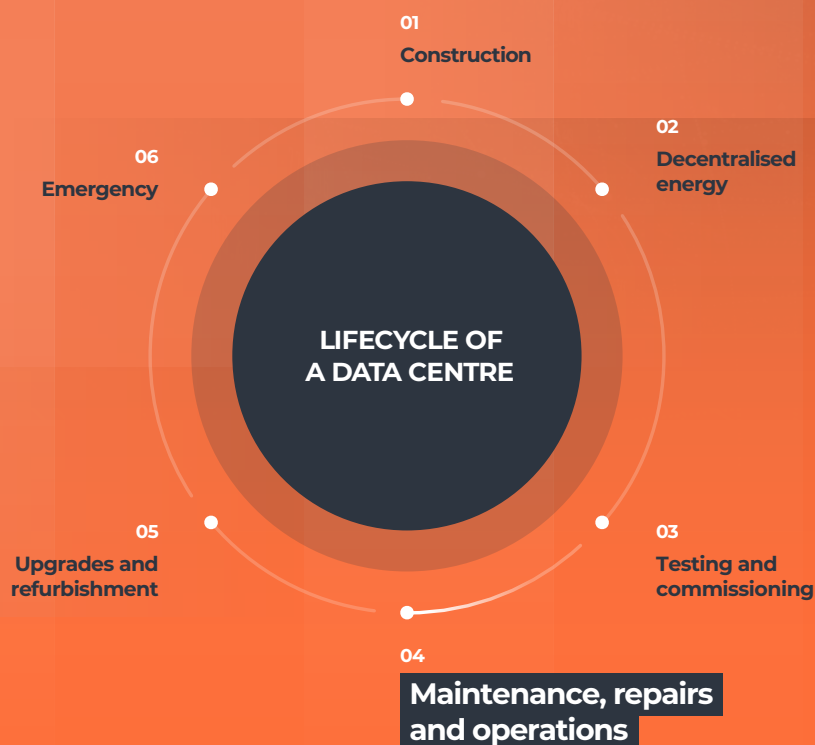 01
Construction
02
Decentralised
energy
03
Testing and
commissioning
04
Maintenance, repairs
and operations
05
Upgrades and
refurbishment
06
Emergency
LIFECYCLE OF
A DATA CENTRE